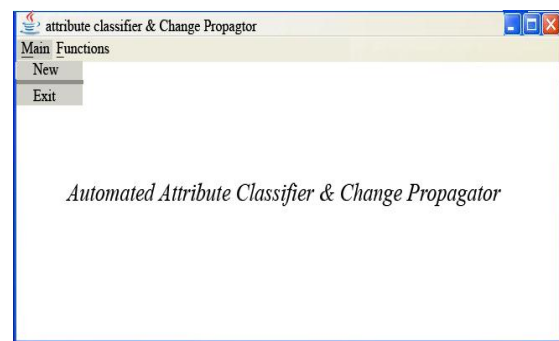 attribute classifier & Change Propagtor
Main Functions
New
Exit
Automated Attribute Classifier & Change Propagator